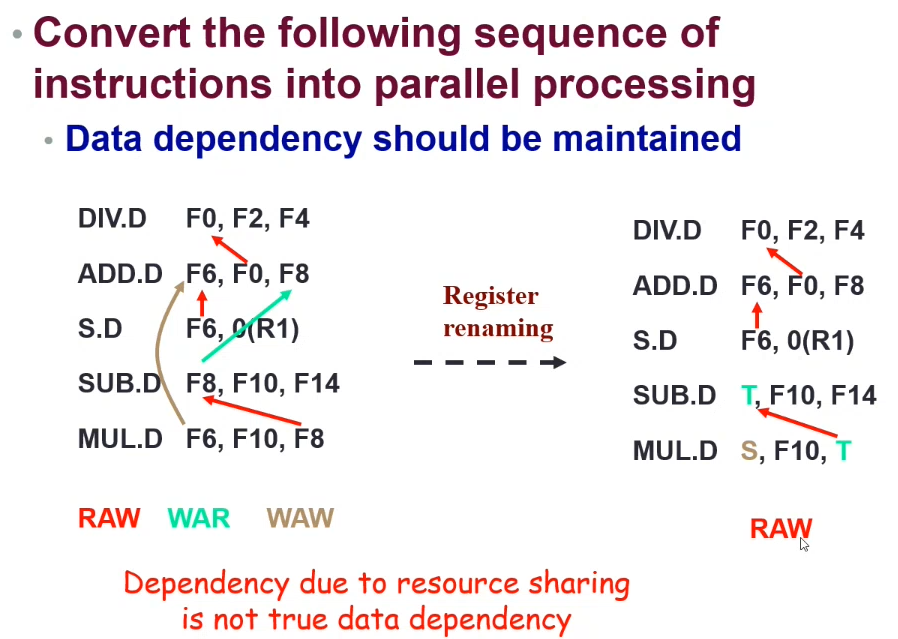 • Convert the following sequence of
instructions into parallel processing
• Data dependency should be maintained
DIV.D F0, F2, F4
ADD.D F6, F0, F8
S.D F6, 0(R1)
SUB.D F8, F10, F14
MUL.D F6, F10, F8
RAW WAR WAW
Register
renaming
DIV.D F0, F2, F4
ADD.D F6, F0, F8
S.D F6, 0(R1)
SUB.D T, F10, F14
MUL.D S, F10, T
RAW
Dependency due to resource sharing
is not true data dependency